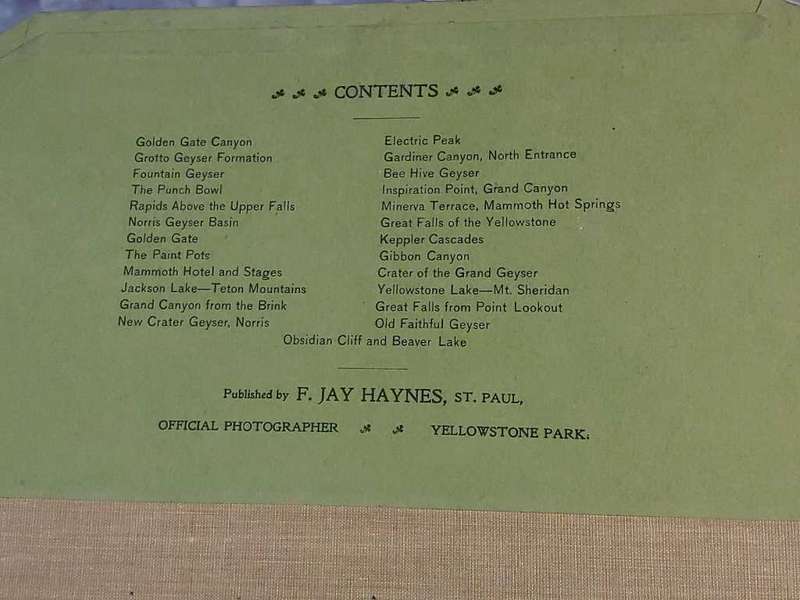 CONTENTS
Golden Gate Canyon
Grotto Geyser Formation
Fountain Geyser
The Punch Bowl
Rapids Above the Upper Falls
Norris Geyser Basin
Golden Gate
The Paint Pots
Mammoth Hotel and Stages
Jackson Lake—Teton Mountains
Grand Canyon from the Brink
New Crater Geyser, Norris
Electric Peak
Gardiner Canyon, North Entrance
Bee Hive Geyser
Inspiration Point, Grand Canyon
Minerva Terrace, Mammoth Hot Springs
Great Falls of the Yellowstone
Keppler Cascades
Gibbon Canyon
Crater of the Grand Geyser
Yellowstone Lake—Mt. Sheridan
Great Falls from Point Lookout
Old Faithful Geyser
Obsidian Cliff and Beaver Lake
Published by F. JAY HAYNES, ST. PAUL,
OFFICIAL PHOTOGRAPHER YELLOWSTONE PARK.